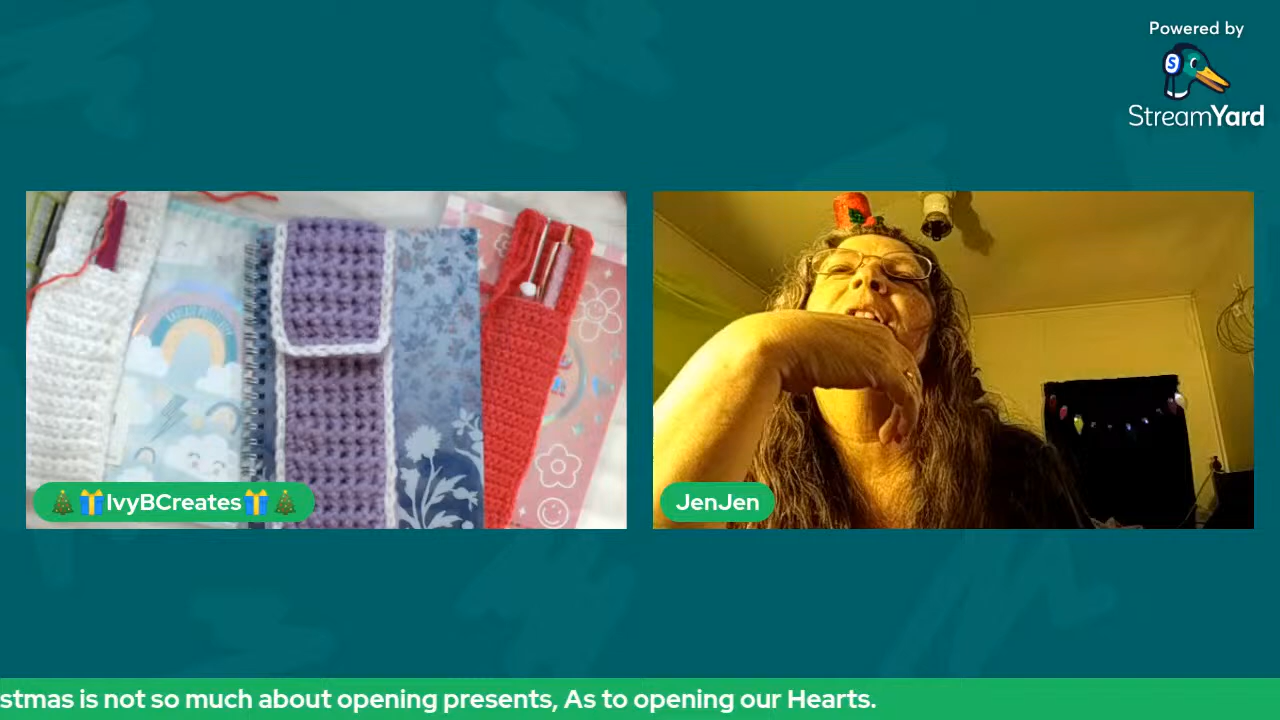 Powered by
S
StreamYard
🎄🎁IvyBCreates🎁🎄
JenJen
stmas is not so much about opening presents, As to opening our Hearts.